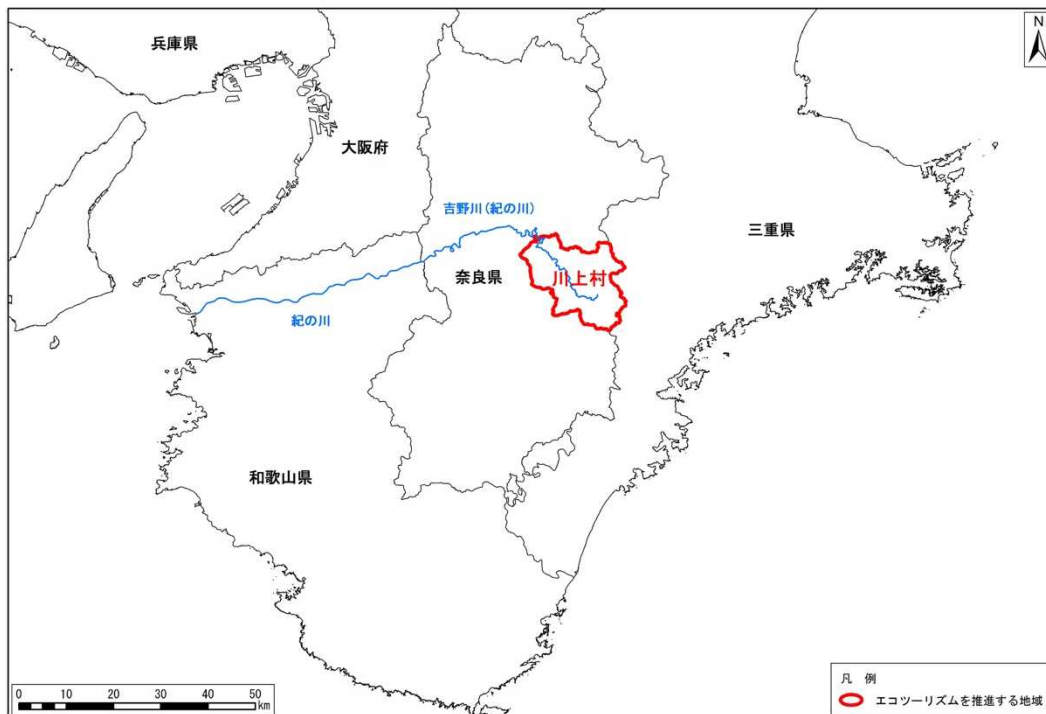 兵庫県
N
大阪府
吉野川(紀の川)
三重県
奈良県
川上村
紀の川
和歌山県
凡 例
エコツーリズムを推進する地域
0 10 20 30 40 50
km